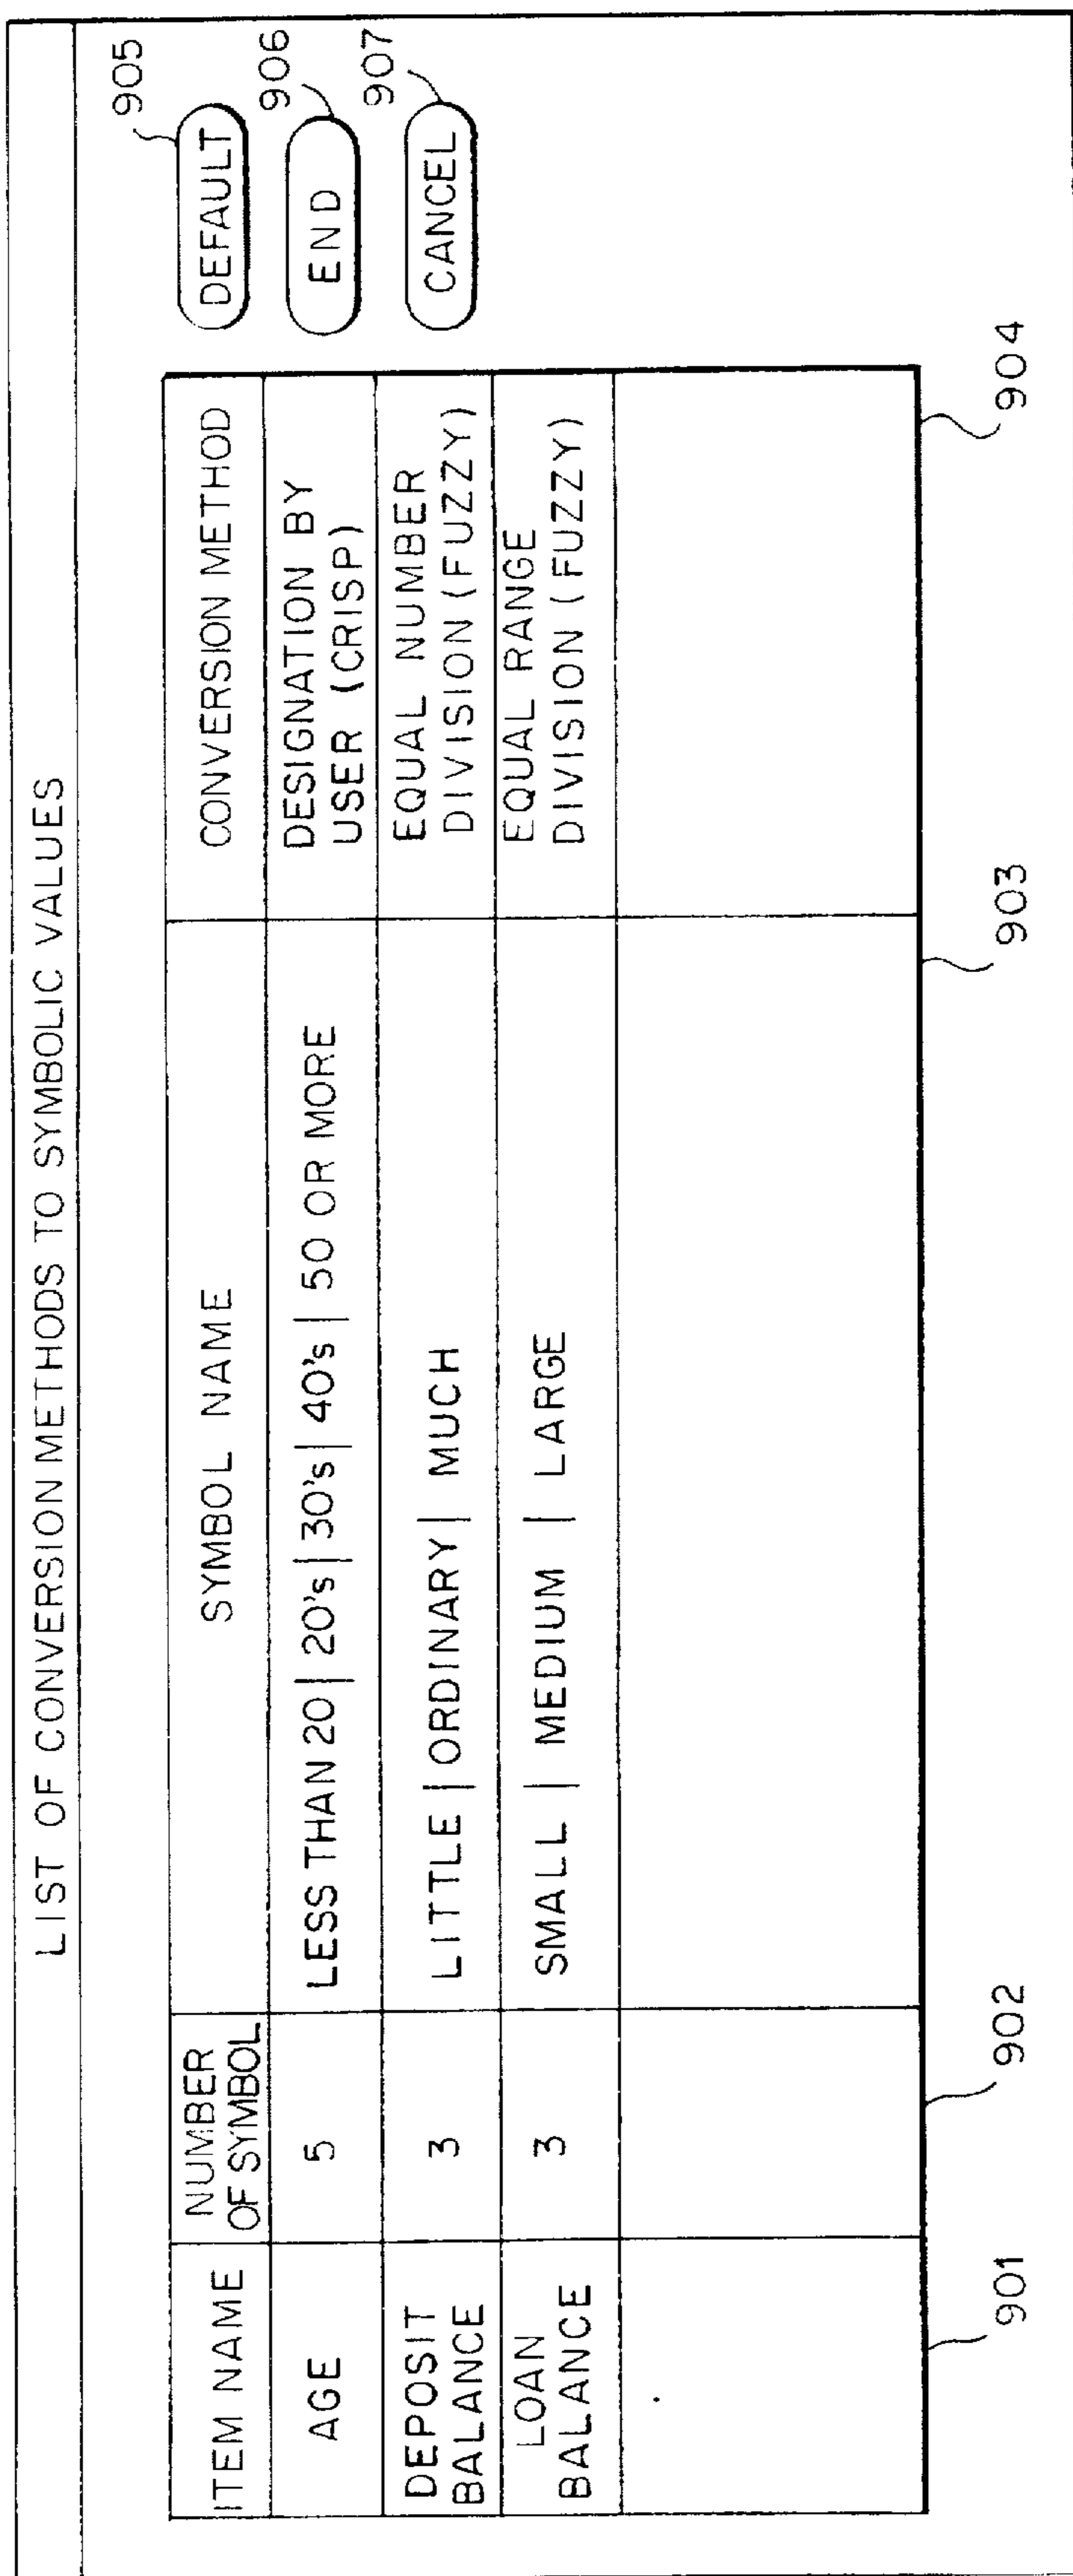 LIST OF CONVERSION METHODS TO SYMBOLIC VALUES
ITEM NAME
NUMBER
OF SYMBOL
SYMBOL NAME
CONVERSION METHOD
AGE
5
LESS THAN 20 | 20's | 30's | 40's | 50 OR MORE
DESIGNATION BY
USER (CRISP)
DEPOSIT
BALANCE
3
LITTLE | ORDINARY | MUCH
EQUAL NUMBER
DIVISION (FUZZY)
LOAN
BALANCE
3
SMALL | MEDIUM | LARGE
EQUAL RANGE
DIVISION (FUZZY)
DEFAULT
905
END
906
CANCEL
907
901
902
903
904